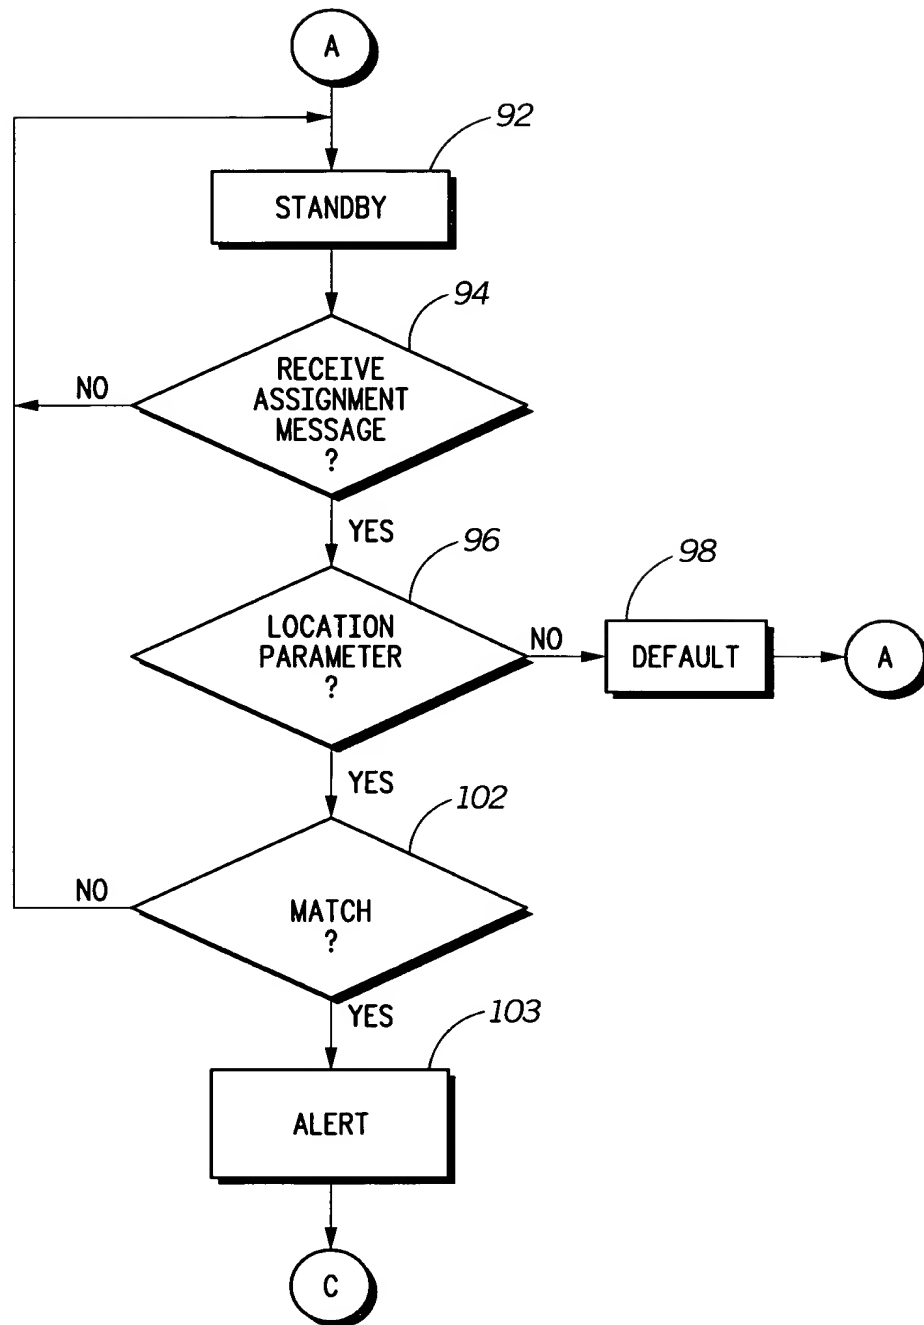 A
92
STANDBY
94
RECEIVE
ASSIGNMENT
MESSAGE
?
NO
YES
96
LOCATION
PARAMETER
?
NO
98
DEFAULT
A
YES
102
MATCH
?
NO
YES
103
ALERT
C